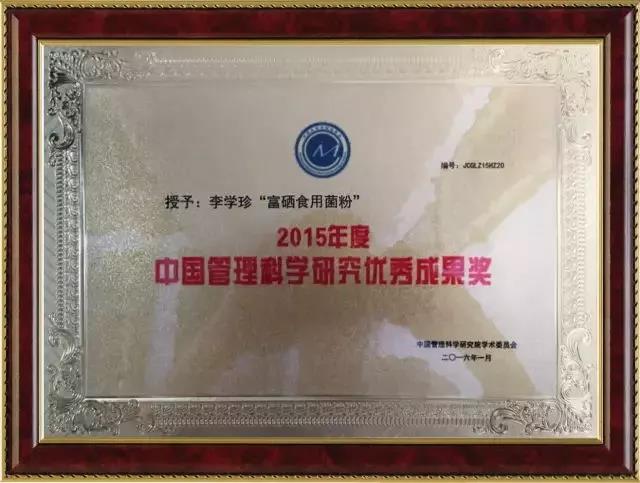 编号：JCGLZ15HZ20
授予：李学珍“富硒食用菌粉”
2015年度
中国管理科学研究优秀成果奖
中国管理科学研究院学术委员会
二〇一六年一月